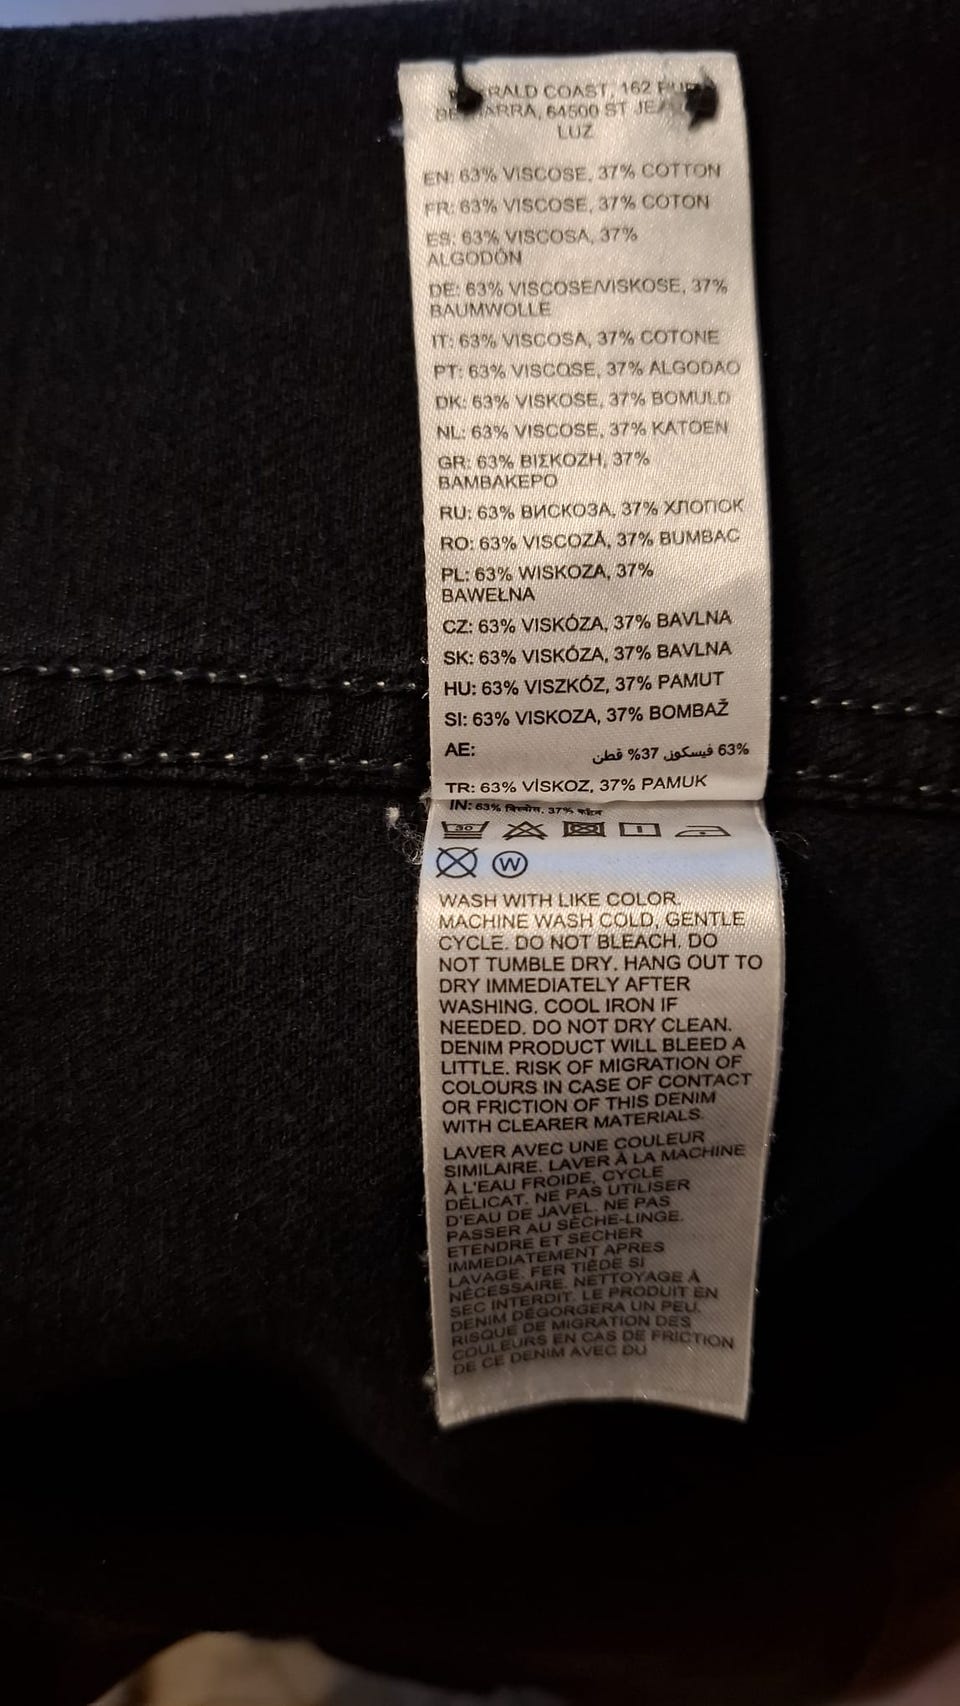 RALD COAST, 162
ARRA, 64500 ST
LUZ
EN: 63% VISCOSE, 37% COTTON
FR: 63% VISCOSE, 37% COTON
ES: 63% VISCOSA, 37%
ALGODÓN
DE: 63% VISCOSE/VISKOSE, 37%
BAUMWOLLE
IT: 63% VISCOSA, 37% COTONE
PT: 63% VISCOSE, 37% ALGODAO
DK: 63% VISKOSE, 37% BOMULD
NL: 63% VISCOSE, 37% KATOEN
GR: 63% ΒΙΣΚΟΖΗ, 37%
ΒΑΜΒΑΚΕΡΟ
RU: 63% ВИСКОЗА, 37% ХЛОПОК
RO: 63% VISCOZĂ, 37% BUMBAC
PL: 63% WISKOZA, 37%
BAWEŁNA
CZ: 63% VISKÓZA, 37% BAVLNA
SK: 63% VISKÓZA, 37% BAVLNA
HU: 63% VISZKÓZ, 37% PAMUT
SI: 63% VISKOZA, 37% BOMBAŽ
AE: 63% فيسكوز 37% قطن
TR: 63% VİSKOZ, 37% PAMUK
IN: 63% 37%
30
W
WASH WITH LIKE COLOR.
MACHINE WASH COLD, GENTLE
CYCLE. DO NOT BLEACH. DO
NOT TUMBLE DRY. HANG OUT TO
DRY IMMEDIATELY AFTER
WASHING. COOL IRON IF
NEEDED. DO NOT DRY CLEAN.
DENIM PRODUCT WILL BLEED A
LITTLE. RISK OF MIGRATION OF
COLOURS IN CASE OF CONTACT
OR FRICTION OF THIS DENIM
WITH CLEARER MATERIALS.
LAVER AVEC UNE COULEUR
SIMILAIRE. LAVER À LA MACHINE
À L'EAU FROIDE, CYCLE
DÉLICAT. NE PAS UTILISER
D'EAU DE JAVEL. NE PAS
PASSER AU SÈCHE-LINGE.
ETENDRE ET SECHER
IMMEDIATEMENT APRES
LAVAGE. FER TIÈDE SI
NÉCESSAIRE. NETTOYAGE À
SEC INTERDIT. LE PRODUIT EN
DENIM DÉGORGERA UN PEU.
RISQUE DE MIGRATION DES
COULEURS EN CAS DE FRICTION
DE CE DENIM AVEC DU